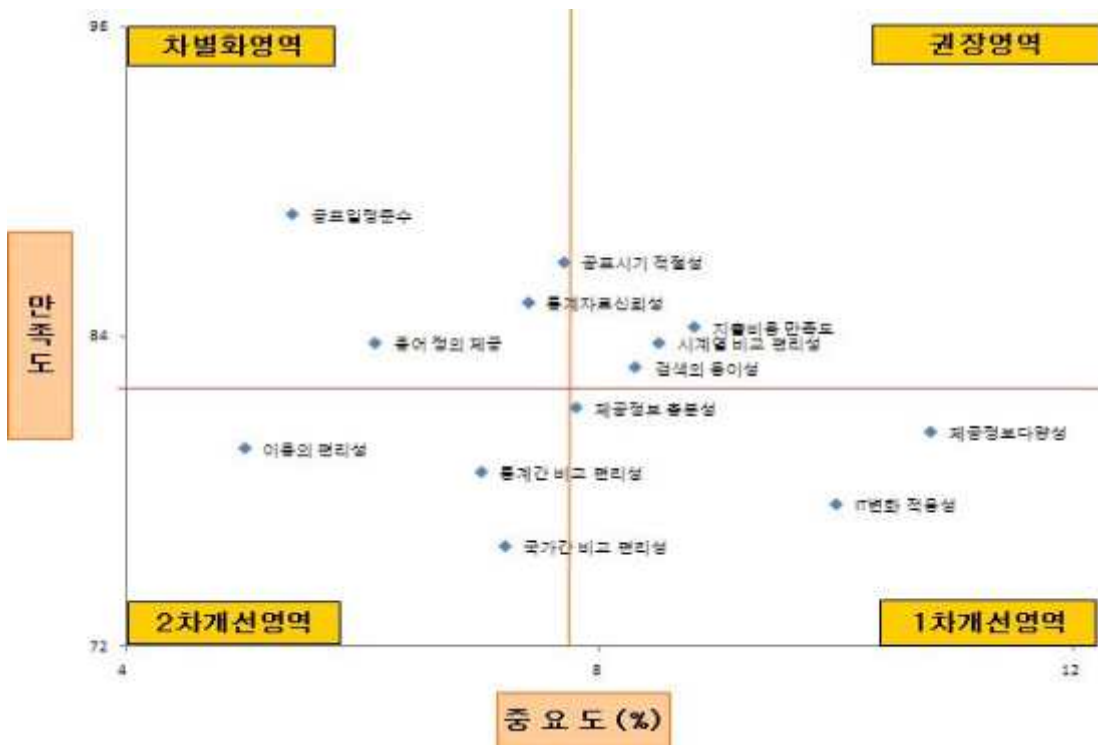 96
차별화영역
권장영역
공표일정준수
공표시기 적절성
통계자료신뢰성
지출비용 만족도
84
용어 정의 제공
시계열 비교 편리성
검색의 용이성
만족도
제공정보 충분성
제공정보다양성
이용의 편리성
통계간 비교 편리성
IT변화 적응성
국가간 비교 편리성
2차개선영역
1차개선영역
72
4
8
12
중 요 도 (%)